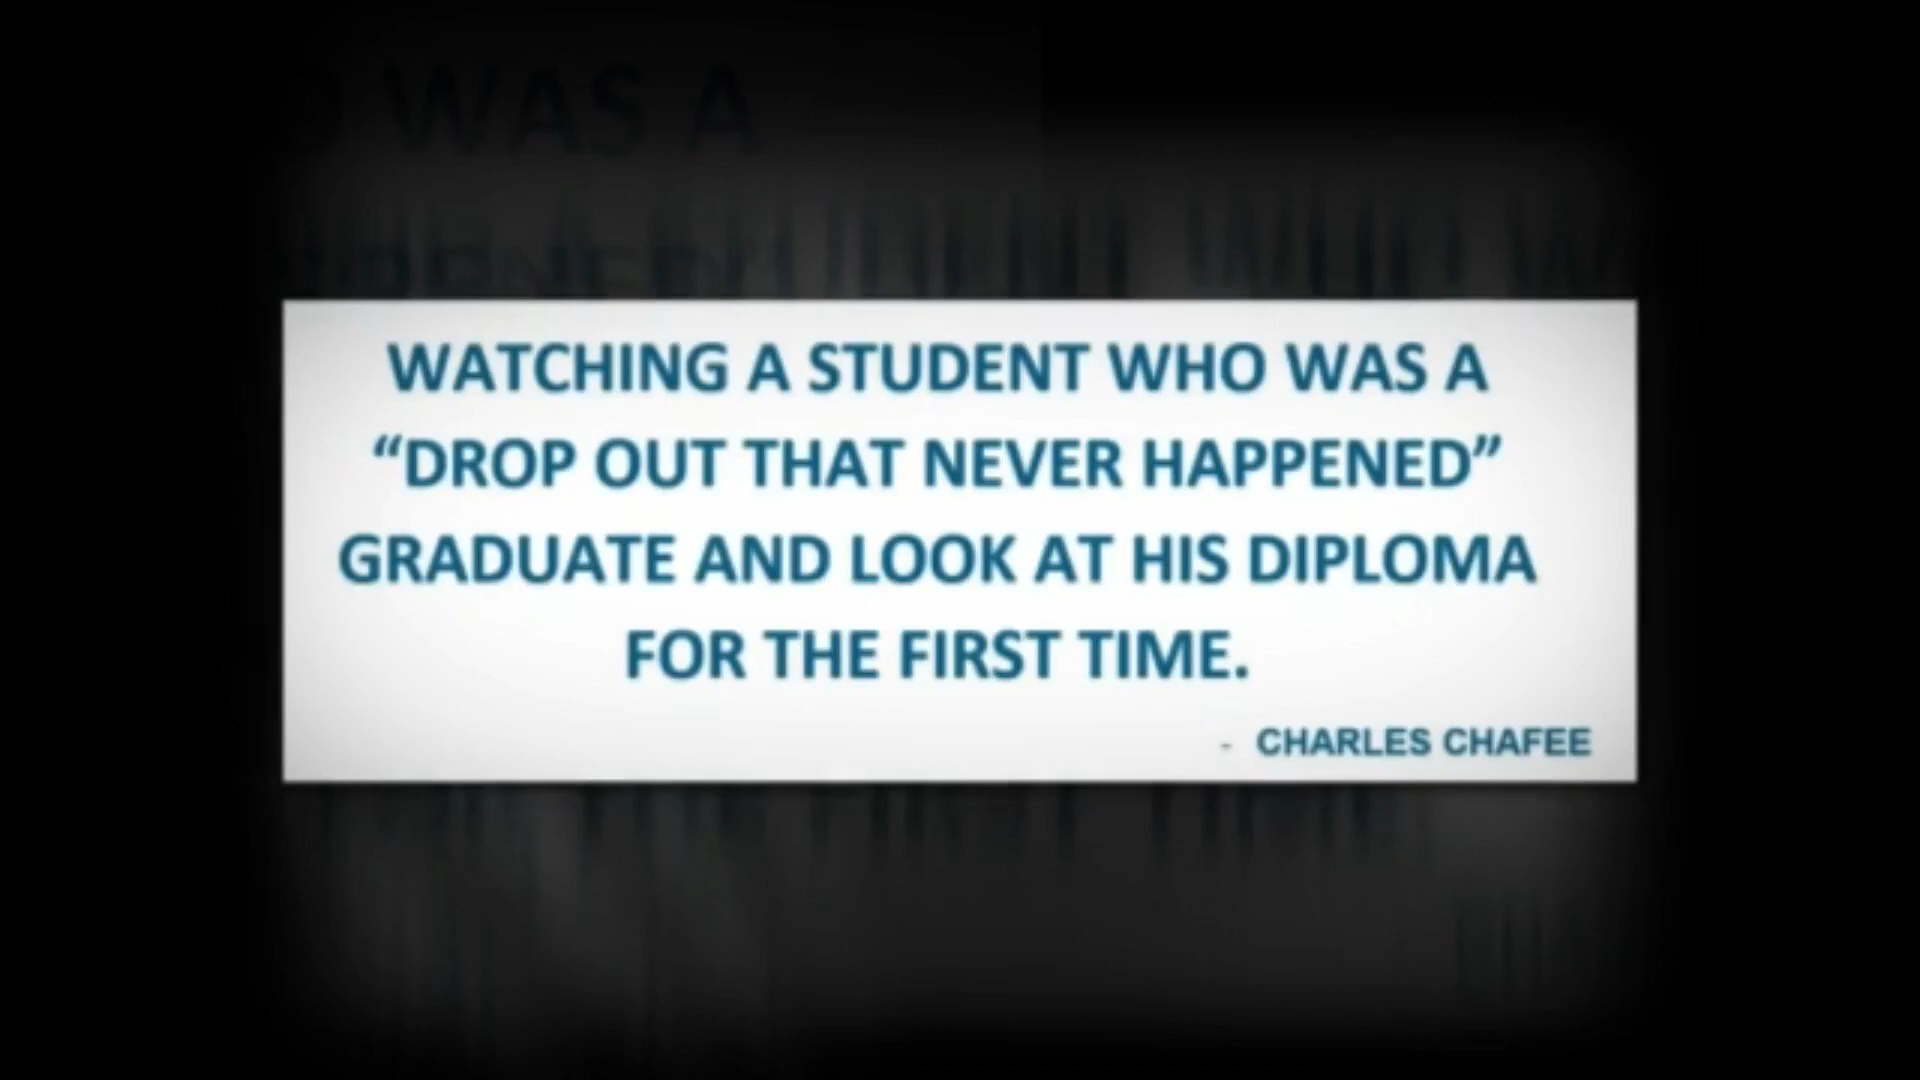 WATCHING A STUDENT WHO WAS A
“DROP OUT THAT NEVER HAPPENED”
GRADUATE AND LOOK AT HIS DIPLOMA
FOR THE FIRST TIME.
- CHARLES CHAFEE